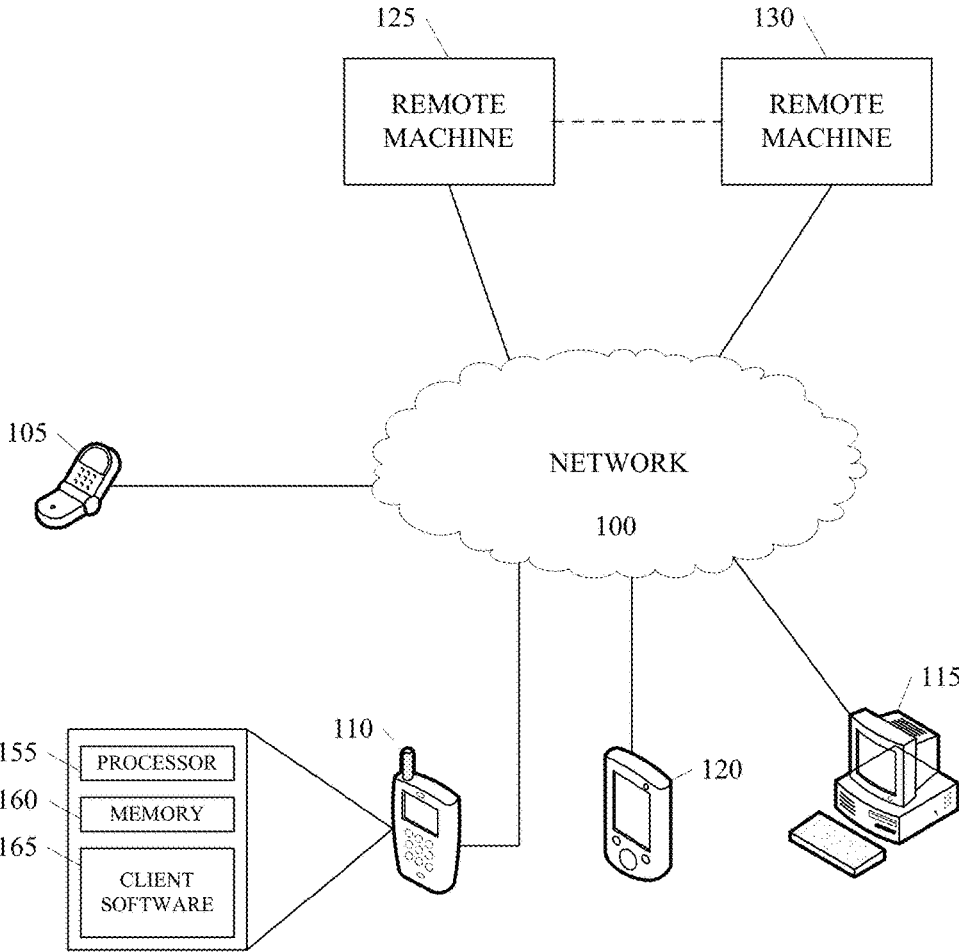 125
130
REMOTE
MACHINE
REMOTE
MACHINE
105
NETWORK
100
115
110
120
155
PROCESSOR
160
MEMORY
165
CLIENT
SOFTWARE